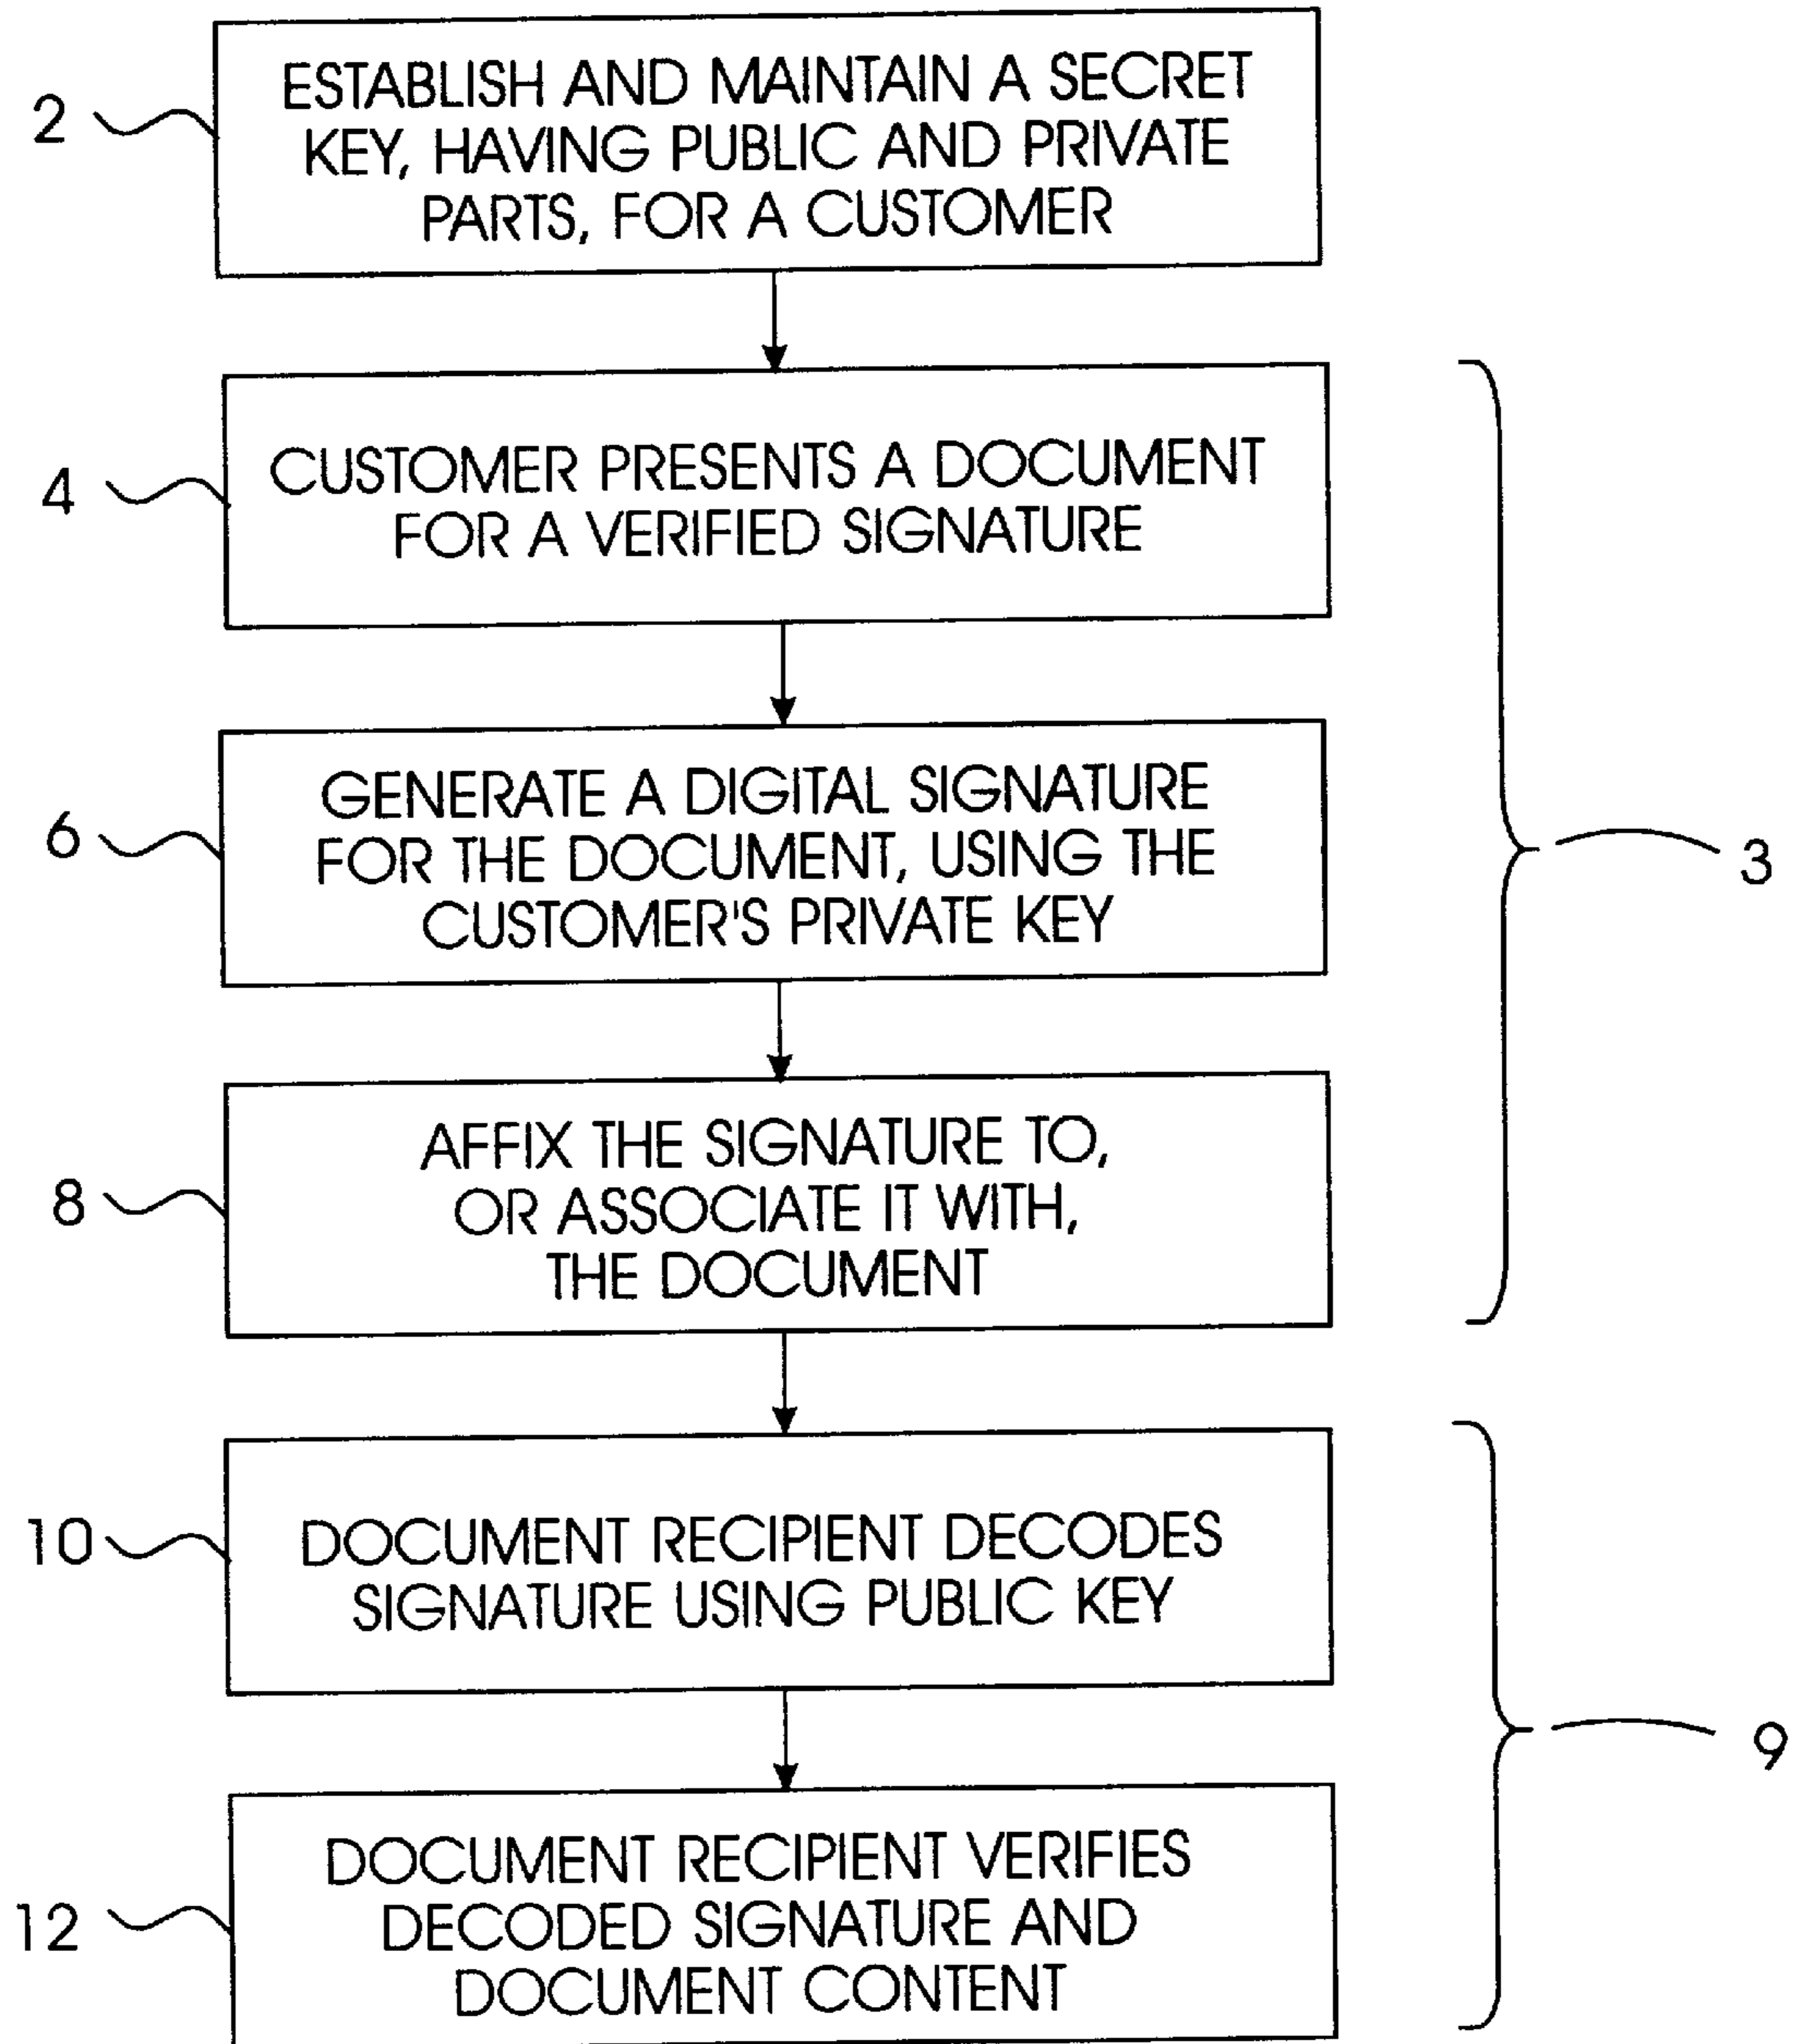 2
ESTABLISH AND MAINTAIN A SECRET
KEY, HAVING PUBLIC AND PRIVATE
PARTS, FOR A CUSTOMER
4
CUSTOMER PRESENTS A DOCUMENT
FOR A VERIFIED SIGNATURE
6
GENERATE A DIGITAL SIGNATURE
FOR THE DOCUMENT, USING THE
CUSTOMER'S PRIVATE KEY
3
8
AFFIX THE SIGNATURE TO,
OR ASSOCIATE IT WITH,
THE DOCUMENT
10
DOCUMENT RECIPIENT DECODES
SIGNATURE USING PUBLIC KEY
9
12
DOCUMENT RECIPIENT VERIFIES
DECODED SIGNATURE AND
DOCUMENT CONTENT